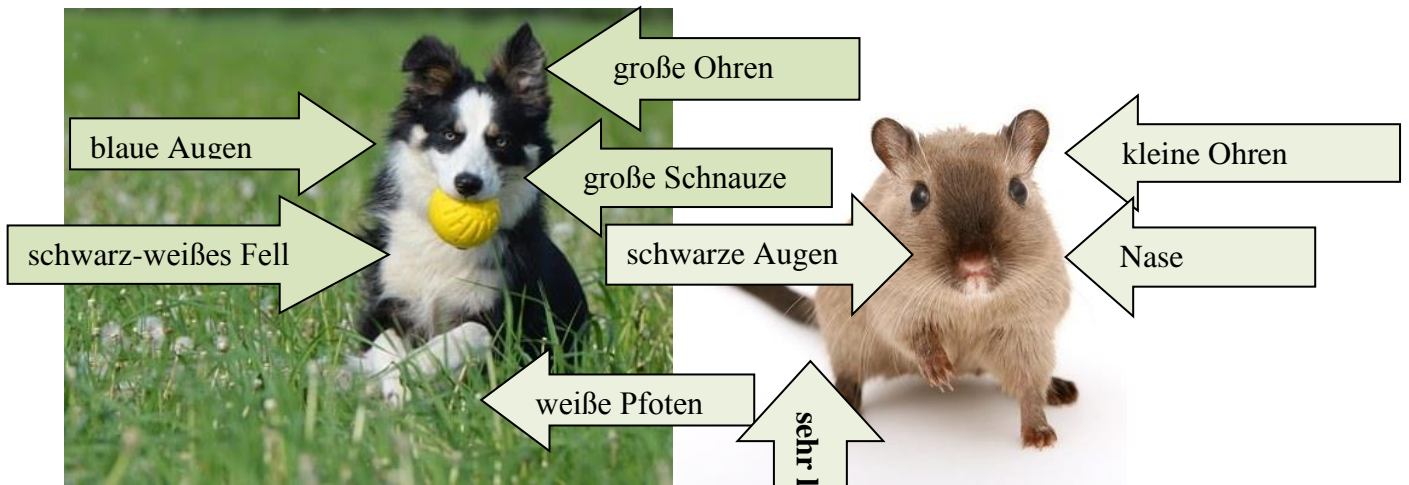 große Ohren
blaue Augen
kleine Ohren
große Schnauze
schwarz-weißes Fell
schwarze Augen
Nase
weiße Pfoten
sehr